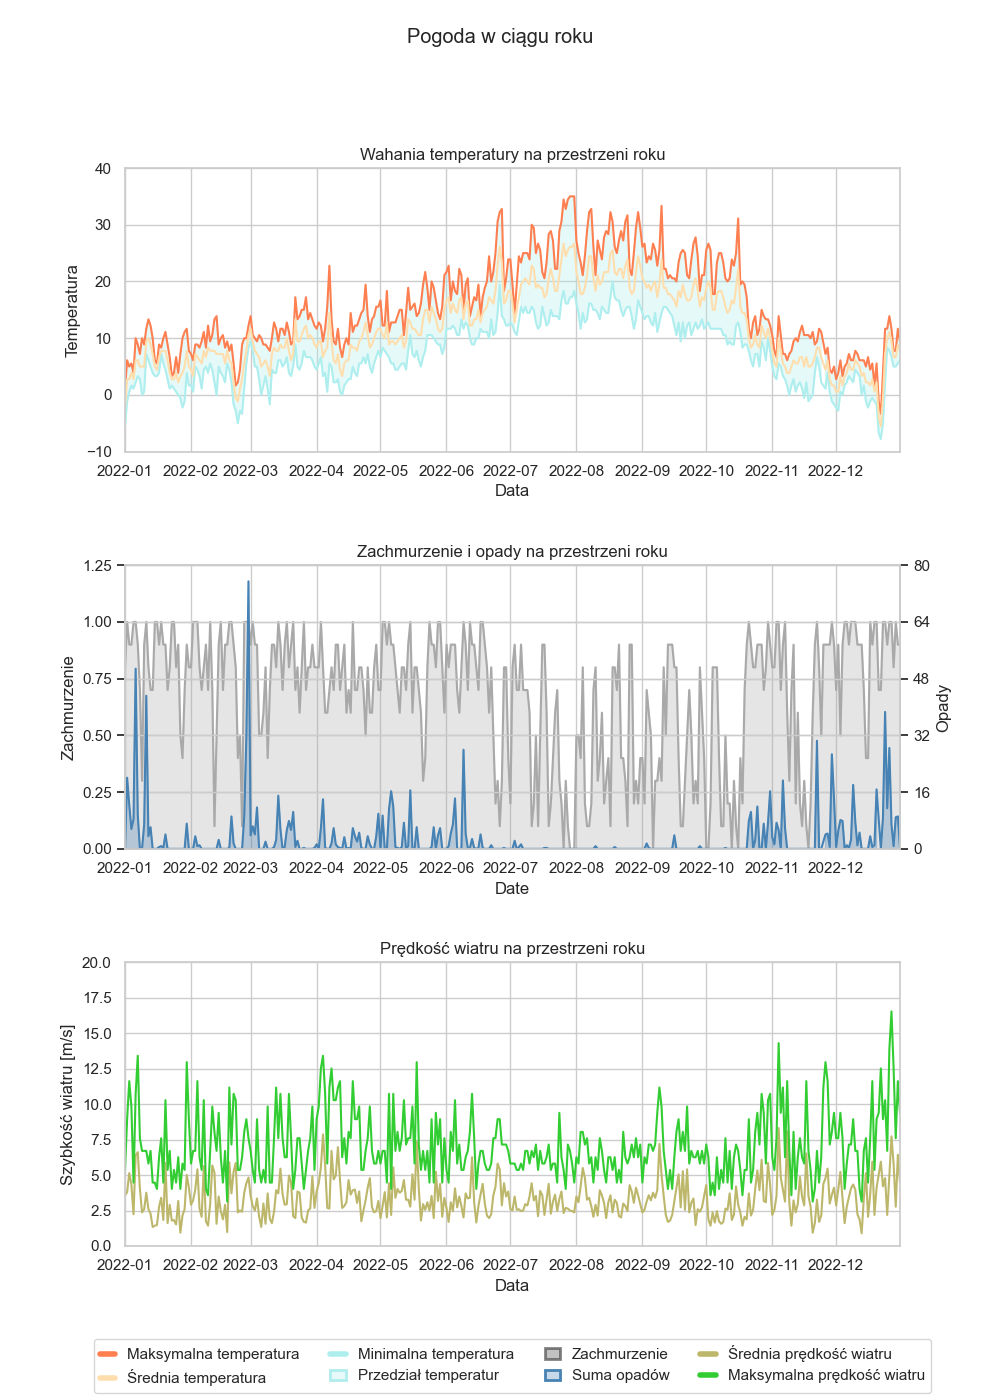 Pogoda w ciągu roku
Wahania temperatury na przestrzeni roku
Temperatura
40
30
20
10
0
−10
2022-01 2022-02 2022-03 2022-04 2022-05 2022-06 2022-07 2022-08 2022-09 2022-10 2022-11 2022-12
Data
Zachmurzenie i opady na przestrzeni roku
Zachmurzenie
1.25
1.00
0.75
0.50
0.25
0.00
Opady
80
64
48
32
16
0
2022-01 2022-02 2022-03 2022-04 2022-05 2022-06 2022-07 2022-08 2022-09 2022-10 2022-11 2022-12
Date
Prędkość wiatru na przestrzeni roku
Szybkość wiatru [m/s]
20.0
17.5
15.0
12.5
10.0
7.5
5.0
2.5
0.0
2022-01 2022-02 2022-03 2022-04 2022-05 2022-06 2022-07 2022-08 2022-09 2022-10 2022-11 2022-12
Data
Maksymalna temperatura
Średnia temperatura
Minimalna temperatura
Przedział temperatur
Zachmurzenie
Suma opadów
Średnia prędkość wiatru
Maksymalna prędkość wiatru